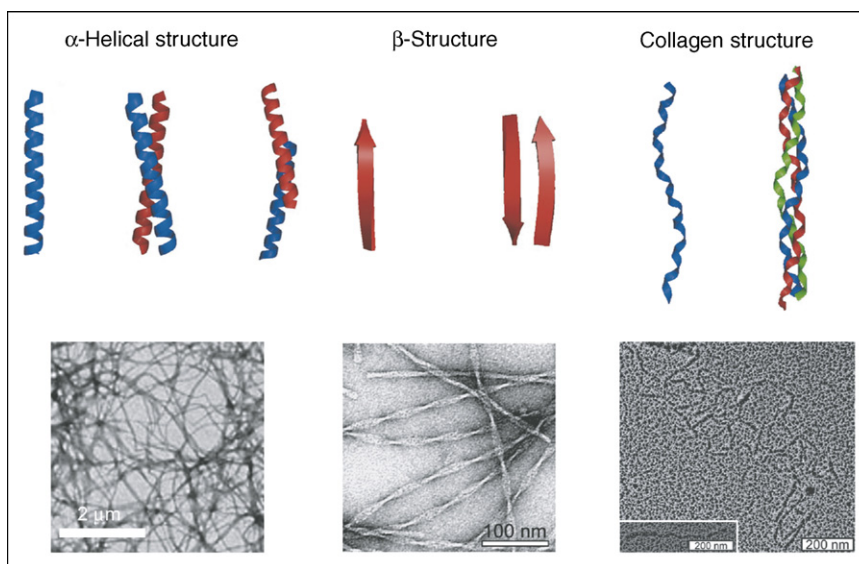 α-Helical structure
β-Structure
Collagen structure
2 μm
100 nm
200 nm
200 nm